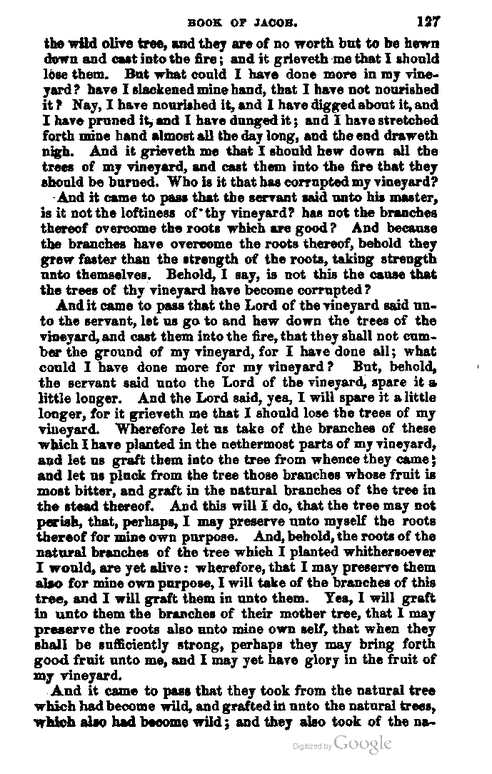 BOOK OF JACOB. 127
the wild olive tree, and they are of no worth but to be hewn
down and cast into the fire; and it grieveth me that I should
lose them. But what could I have done more in my vine-
yard? have I slackened mine hand, that I have not nourished
it? Nay, I have nourished it, and I have digged about it, and
I have pruned it, and I have dunged it; and I have stretched
forth mine hand almost all the day long, and the end draweth
nigh. And it grieveth me that I should hew down all the
trees of my vineyard, and cast them into the fire that they
should be burned. Who is it that has corrupted my vineyard?
And it came to pass that the servant said unto his master,
is it not the loftiness of thy vineyard? has not the branches
thereof overcome the roots which are good? And because
the branches have overcome the roots thereof, behold they
grew faster than the strength of the roots, taking strength
unto themselves. Behold, I say, is not this the cause that
the trees of thy vineyard have become corrupted?
And it came to pass that the Lord of the vineyard said un-
to the servant, let us go to and hew down the trees of the
vineyard, and cast them into the fire, that they shall not cum-
ber the ground of my vineyard, for I have done all; what
could I have done more for my vineyard? But, behold,
the servant said unto the Lord of the vineyard, spare it a
little longer. And the Lord said, yes, I will spare it a little
longer, for it grieveth me that I should lose the trees of my
vineyard. Wherefore let us take of the branches of these
which I have planted in the nethermost parts of my vineyard,
and let us graft them into the tree from whence they came;
and let us pluck from the tree those branches whose fruit is
most bitter, and graft in the natural branches of the tree in
the stead thereof. And this will I do, that the tree may not
perish, that, perhaps, I may preserve unto myself the roots
thereof for mine own purpose. And, behold, the roots of the
natural branches of the tree which I planted whithersoever
I would, are yet alive: wherefore, that I may preserve them
also for mine own purpose, I will take of the branches of this
tree, and I will graft them in unto them. Yea, I will graft
in unto them the branches of their mother tree, that I may
preserve the roots also unto mine own self, that when they
shall be sufficiently strong, perhaps they may bring forth
good fruit unto me, and I may yet have glory in the fruit of
my vineyard.
And it came to pass that they took from the natural tree
which had become wild, and grafted in unto the natural trees,
which also had become wild; and they also took of the na-
Digitized by Google